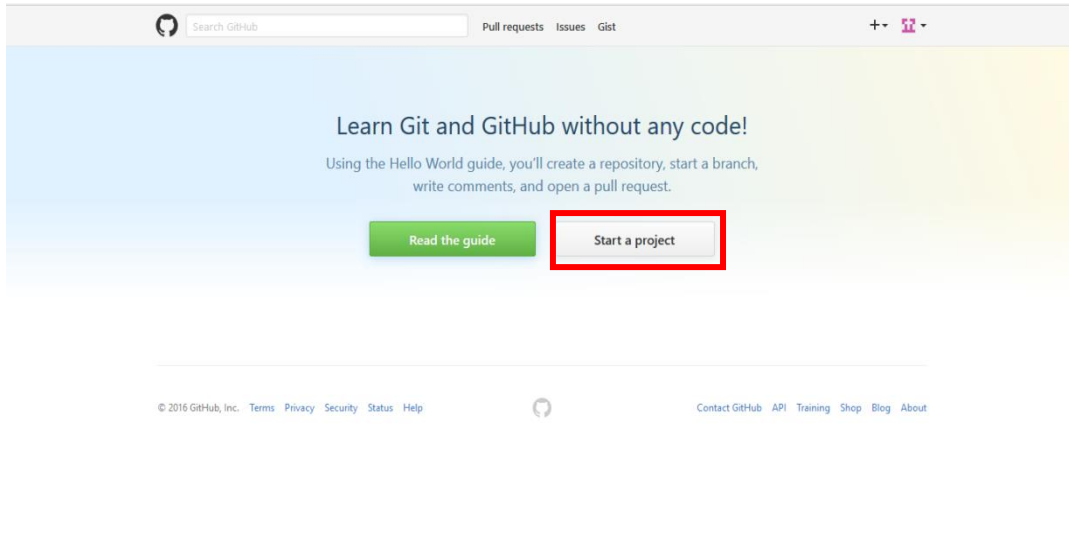 Search GitHub Pull requests Issues Gist
Learn Git and GitHub without any code!
Using the Hello World guide, you'll create a repository, start a branch,
write comments, and open a pull request.
Read the guide Start a project
© 2016 GitHub, Inc. Terms Privacy Security Status Help Contact GitHub API Training Shop Blog About